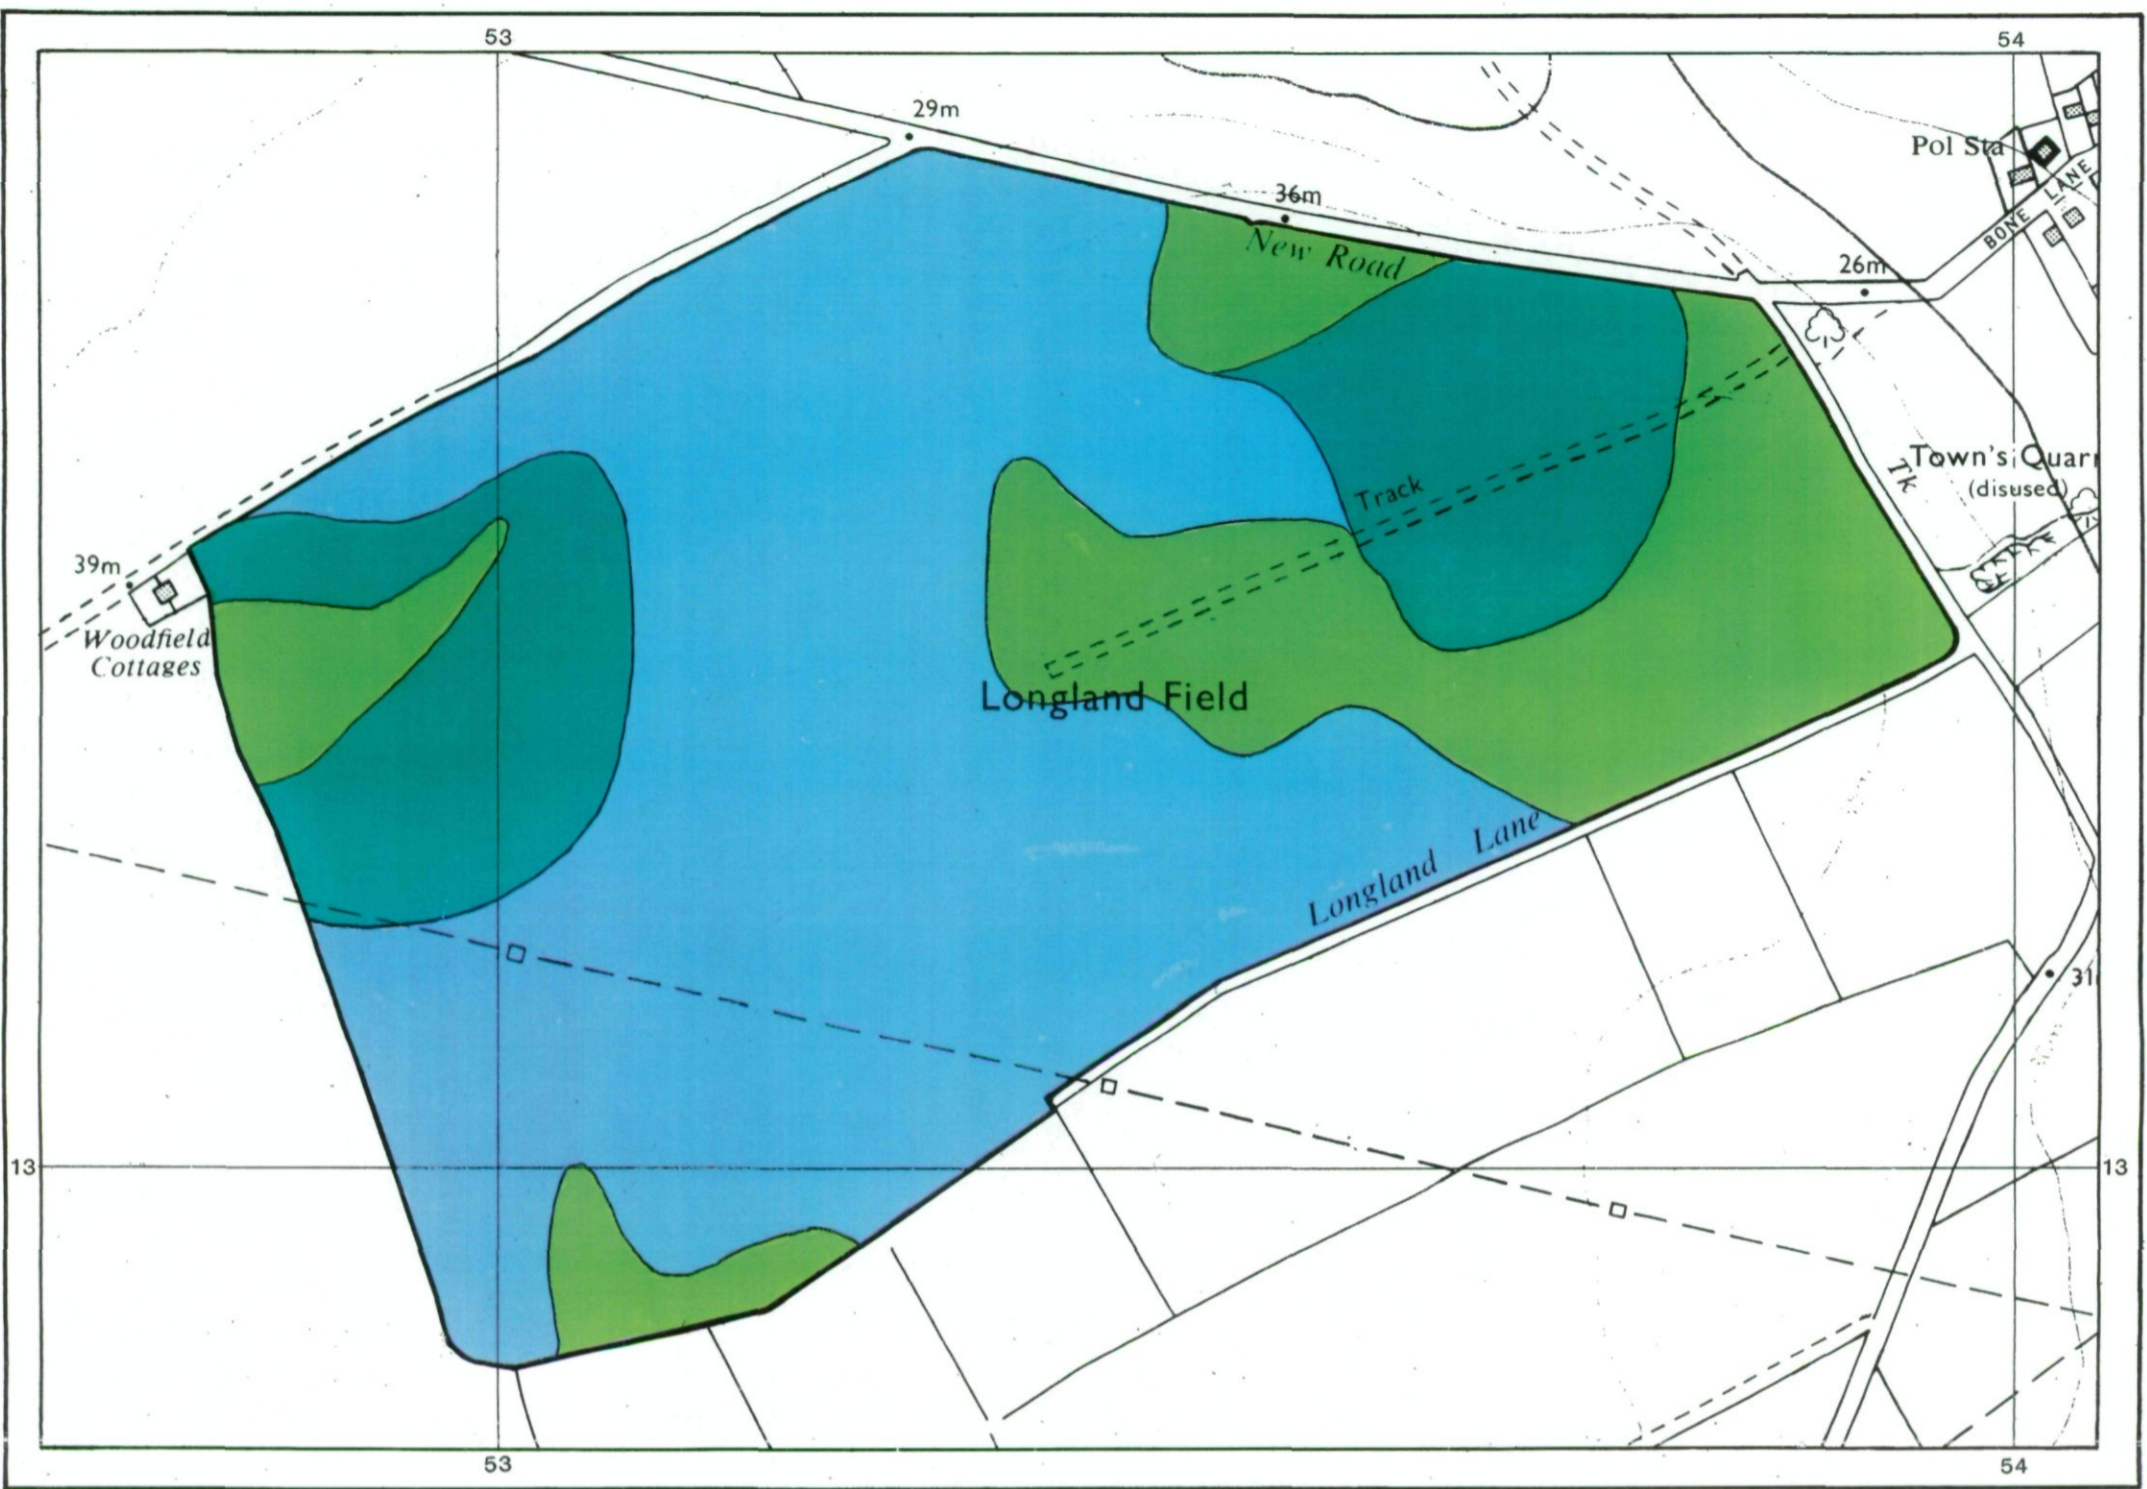 53
54
29m
Pol Sta
BONE LANE
36m
New Road
26m
Town's Quarr
(disused)
Tk
Track
39m
Woodfield
Cottages
Longland Field
Longland Lane
31
13
13
53
54